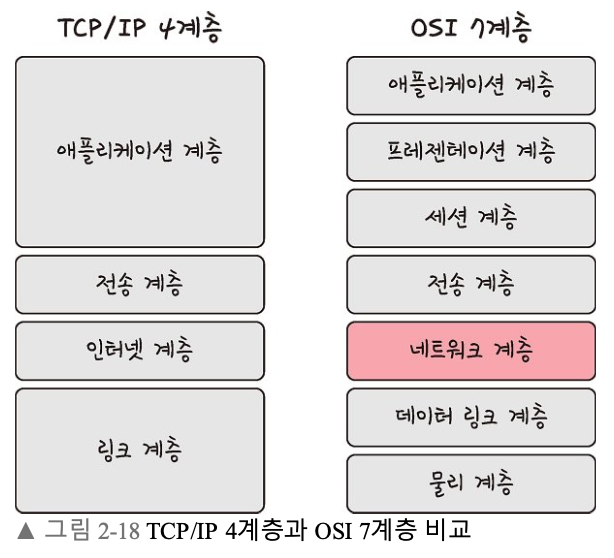 TCP/IP 4계층
애플리케이션 계층
전송 계층
인터넷 계층
링크 계층
OSI 7계층
애플리케이션 계층
프레젠테이션 계층
세션 계층
전송 계층
네트워크 계층
데이터 링크 계층
물리 계층
▲ 그림 2-18 TCP/IP 4계층과 OSI 7계층 비교